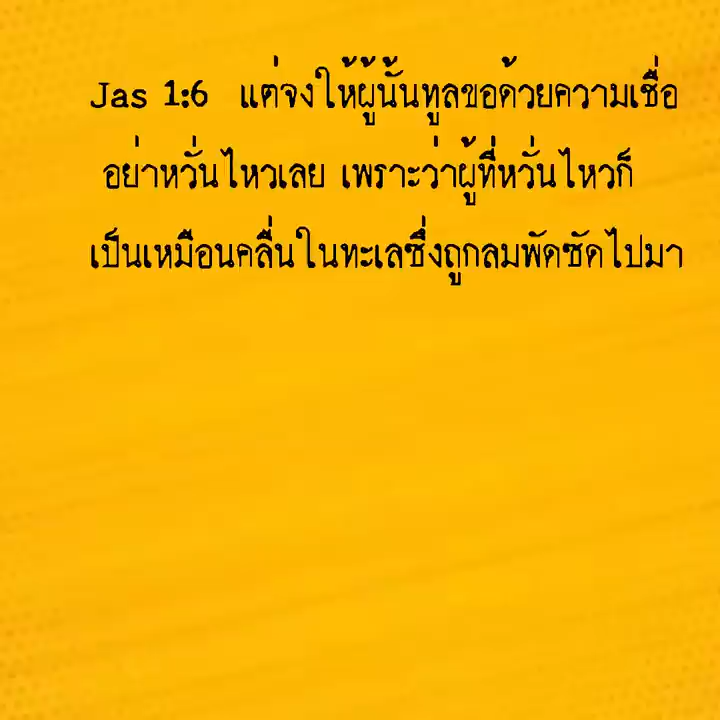 Jas 1:6 แต่จงให้ผู้นั้นทูลขอด้วยความเชื่อ
อย่าหวั่นไหวเลย เพราะว่าผู้ที่หวั่นไหวก็
เป็นเหมือนคลื่นในทะเลซึ่งถูกลมพัดซัดไปมา